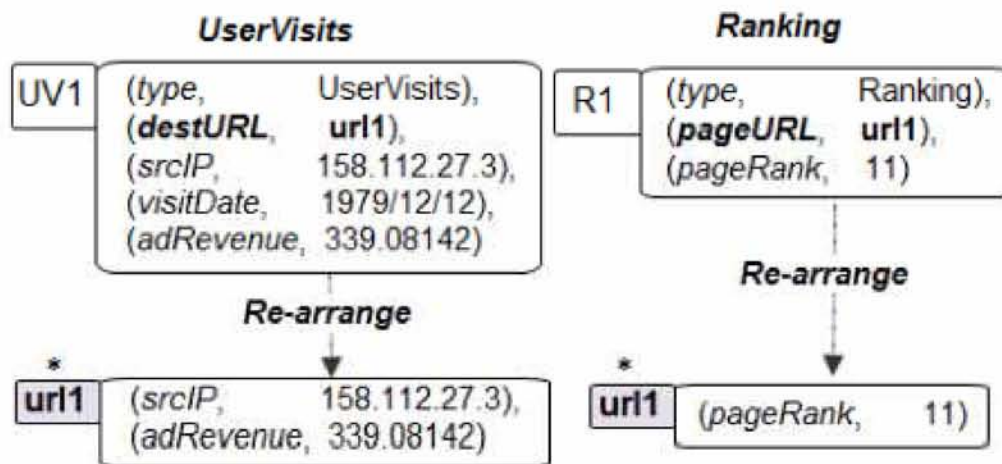 UserVisits
UV1
(type, UserVisits),
(destURL, url1),
(srcIP, 158.112.27.3),
(visitDate, 1979/12/12),
(adRevenue, 339.08142)
Re-arrange
*
url1
(srcIP, 158.112.27.3),
(adRevenue, 339.08142)
Ranking
R1
(type, Ranking),
(pageURL, url1),
(pageRank, 11)
Re-arrange
*
url1
(pageRank, 11)